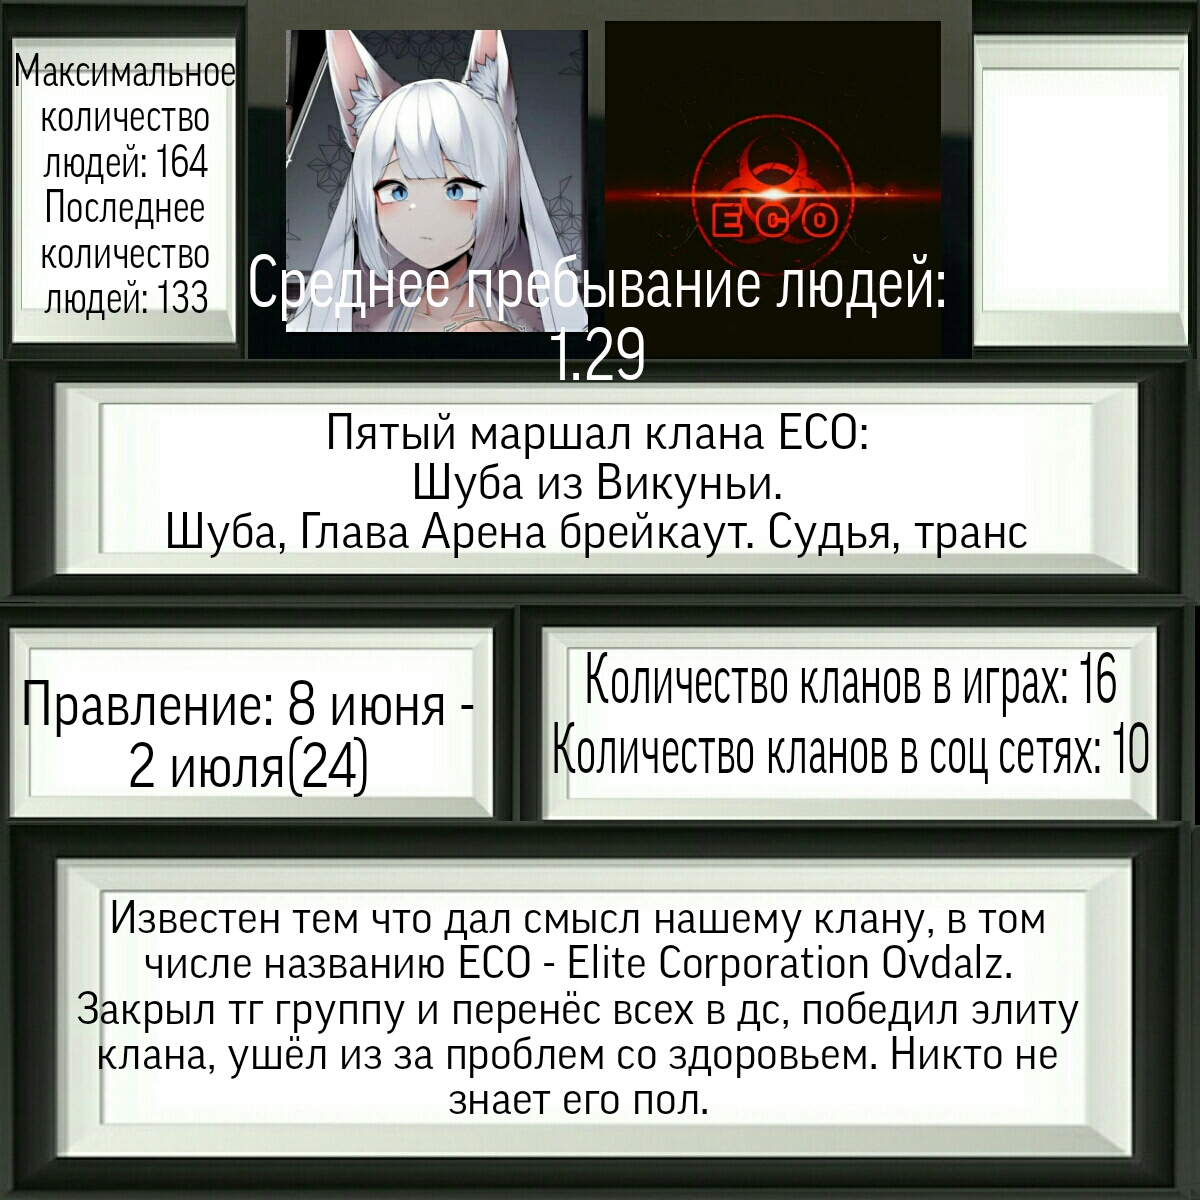 Максимальное
количество
людей: 164
Последнее
количество
людей: 133
ECO
Среднее пребывание людей:
1.29
Пятый маршал клана ECO:
Шуба из Викуньи.
Шуба, Глава Арена брейкаут. Судья, транс
Правление: 8 июня -
2 июля(24)
Количество кланов в играх: 16
Количество кланов в соц сетях: 10
Известен тем что дал смысл нашему клану, в том
числе названию ECO - Elite Corporation Ovdalz.
Закрыл тг группу и перенёс всех в дс, победил элиту
клана, ушёл из за проблем со здоровьем. Никто не
знает его пол.